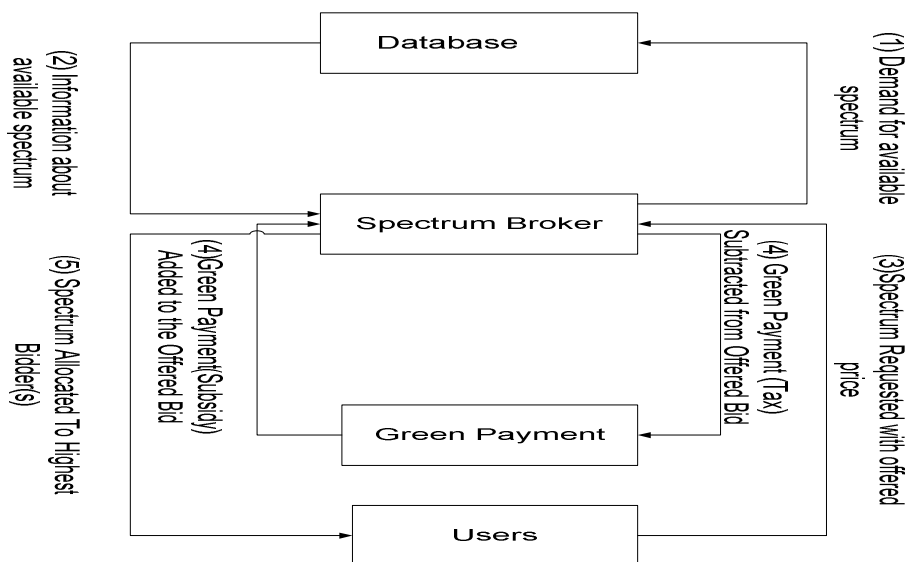 Database
(1) Demand for available
spectrum
(2) Information about
available spectrum
Spectrum Broker
(3)Spectrum Requested with offered
price
(4) Green Payment (Tax)
Subtracted from Offered Bid
(4)Green Payment(Subsidy)
Added to the Offered Bid
(5) Spectrum Allocated To Highest
Bidder(s)
Green Payment
Users